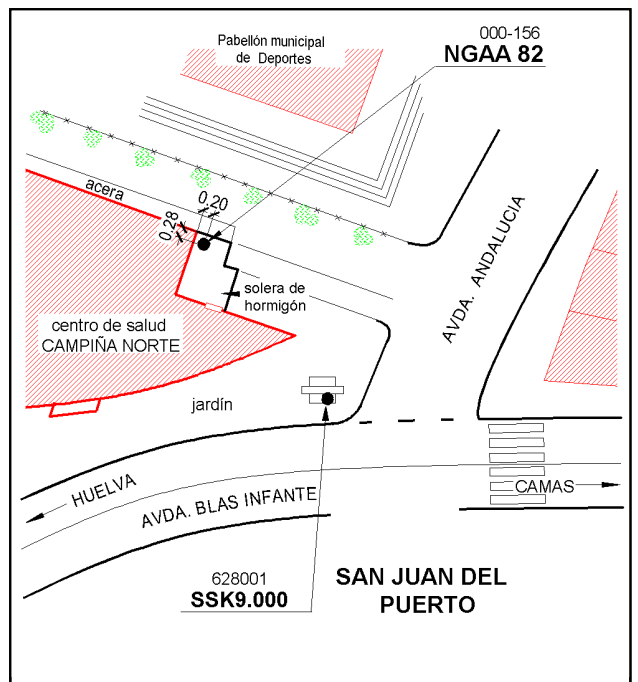 000-156
NGAA 82
Pabellón municipal
de Deportes
acera
0.20
0.28
solera de
hormigón
AVDA. ANDALUCIA
centro de salud
CAMPIÑA NORTE
jardín
HUELVA
AVDA. BLAS INFANTE
CAMAS
628001
SSK9.000
SAN JUAN DEL
PUERTO